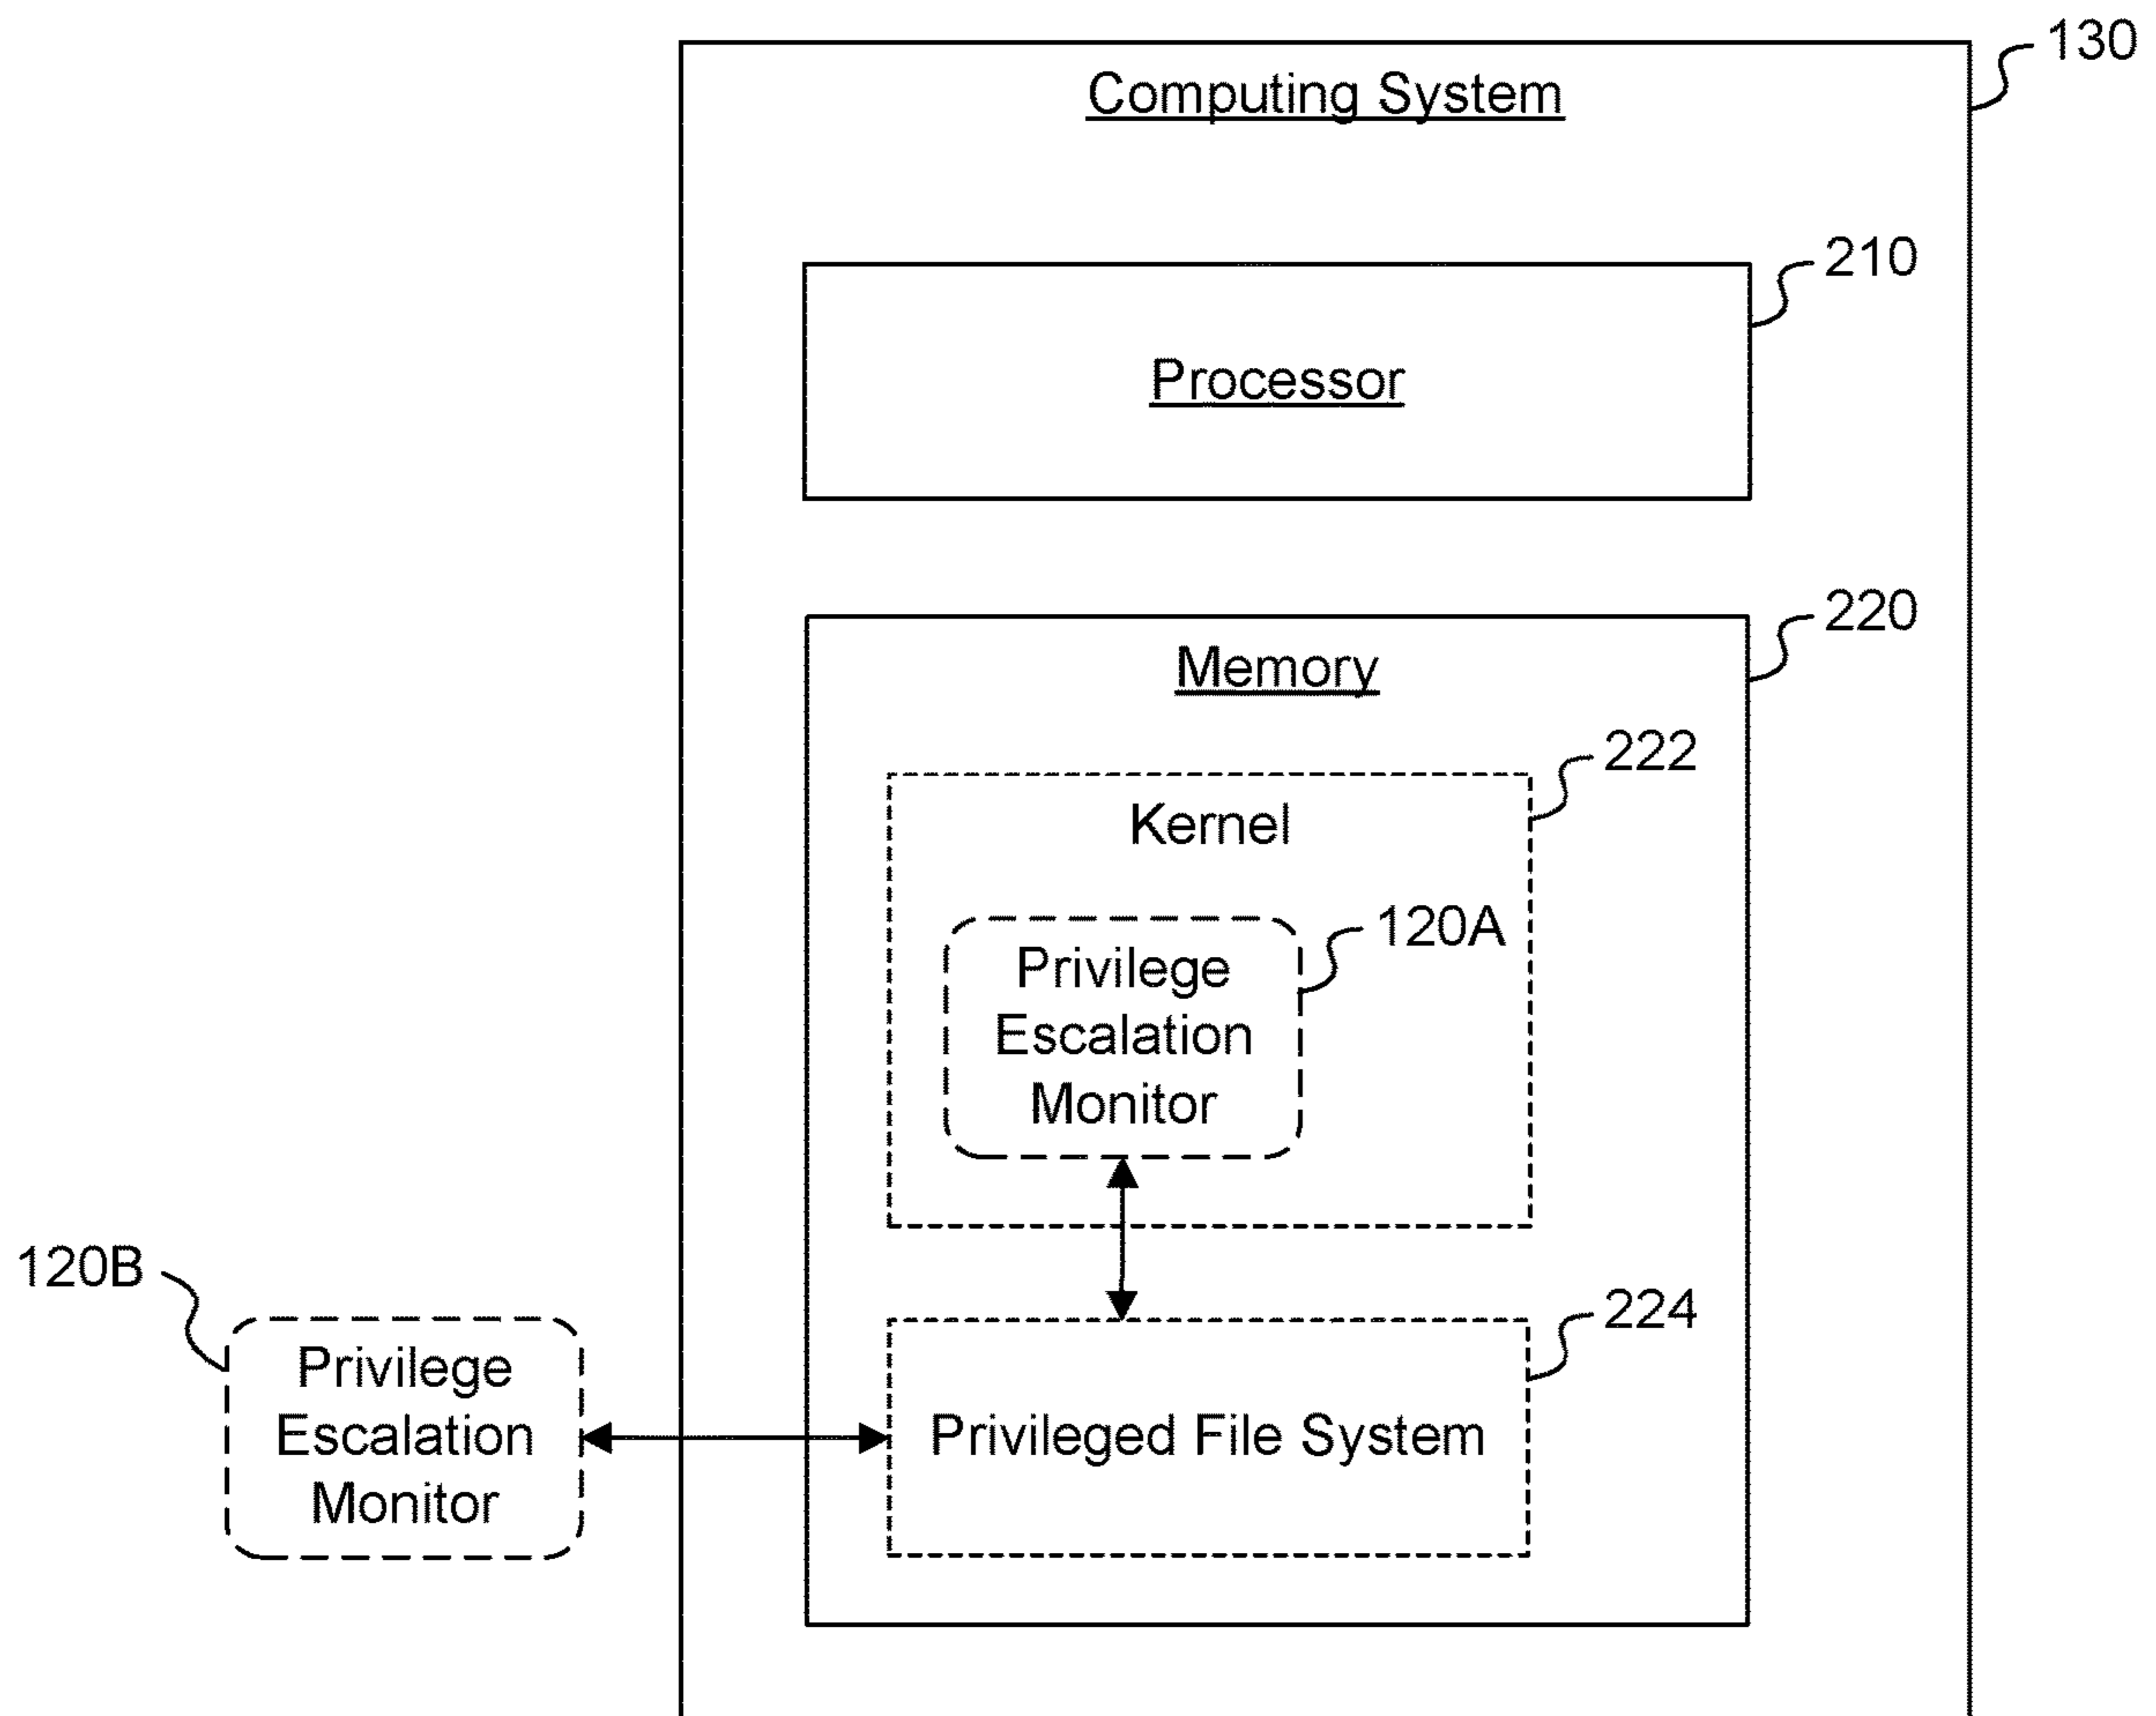 130
Computing System
210
Processor
220
Memory
222
Kernel
120A
Privilege
Escalation
Monitor
120B
224
Privilege
Escalation
Monitor
Privileged File System